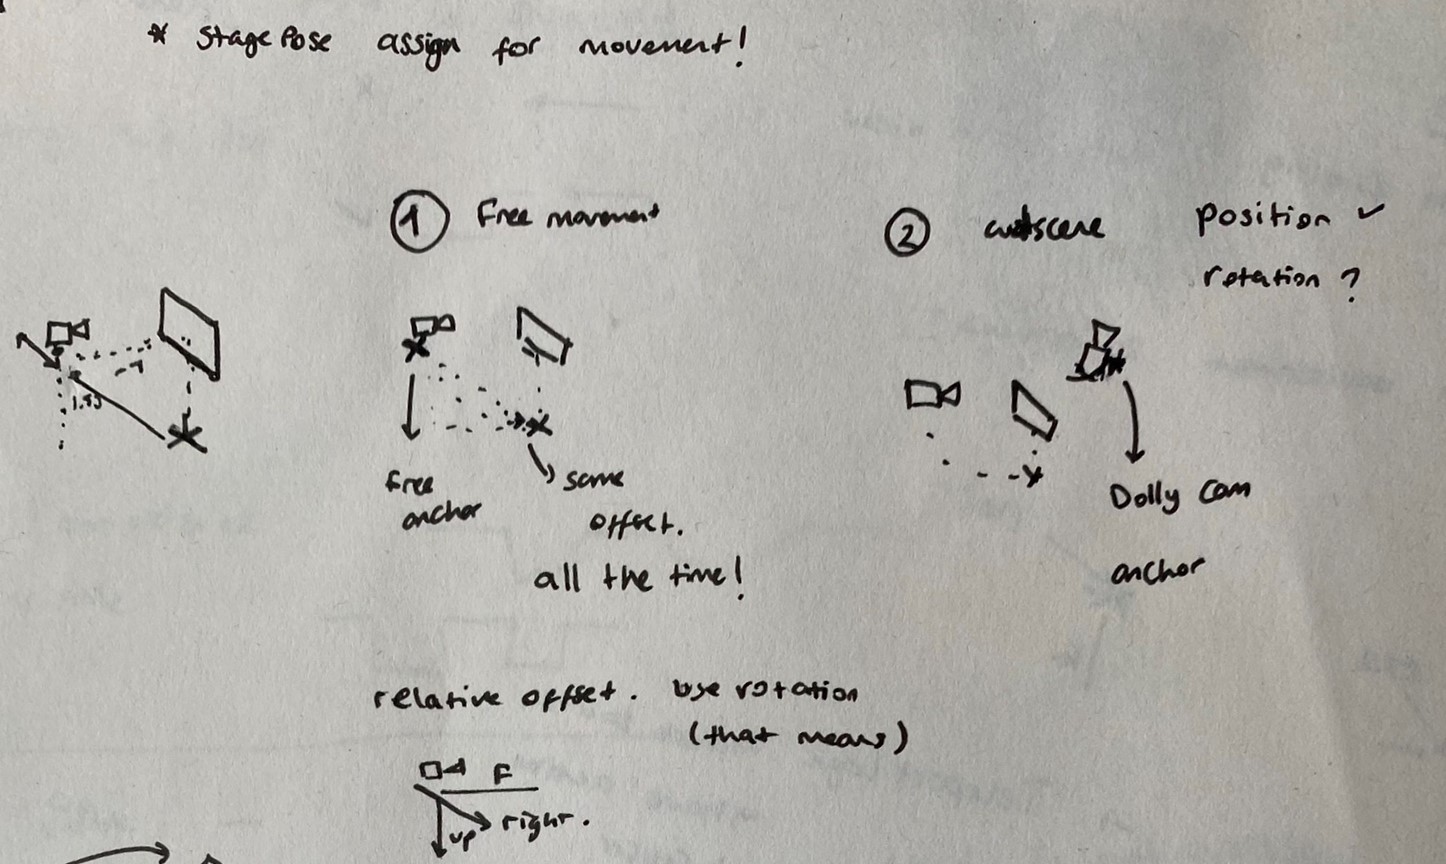 * Stage Pose assign for movement!
① Free movement
② cutscene
position ✓
rotation ?
1.55
free
anchor
same
offset.
all the time!
Dolly Cam
anchor
relative offset. Use rotation
(that means)
F
right.
up